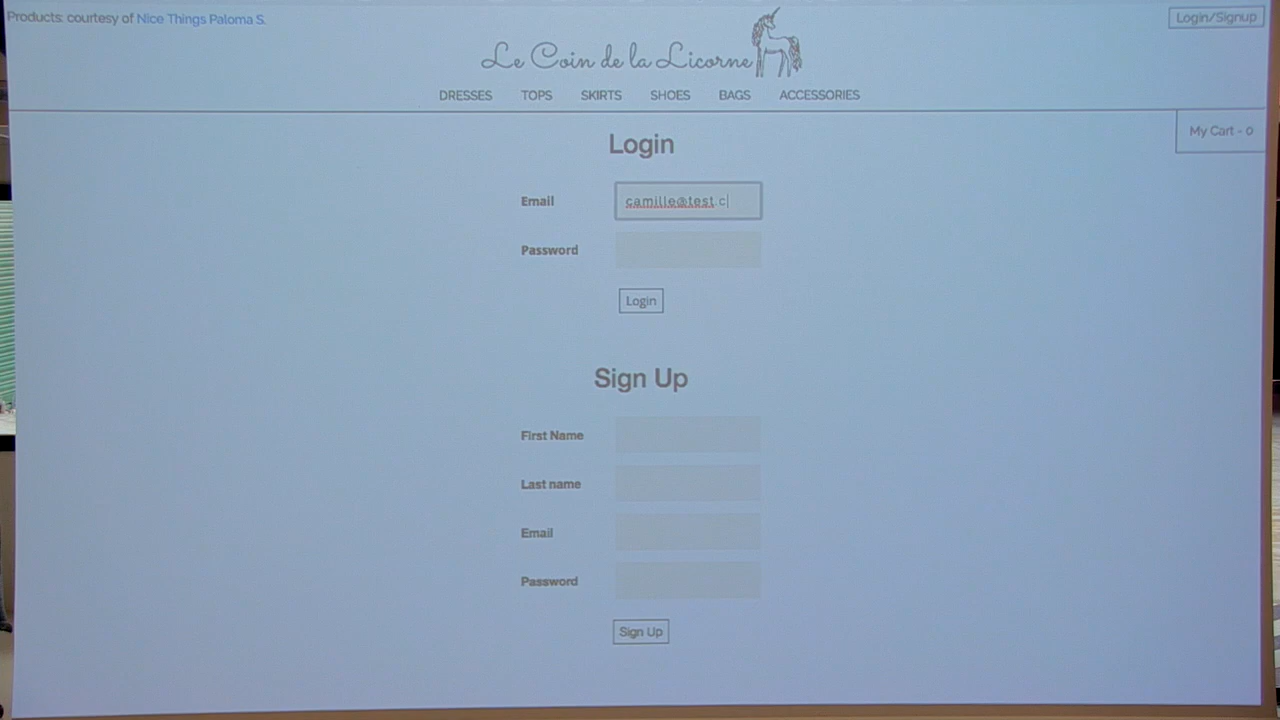 Products: courtesy of Nice Things Paloma S.
Login/Signup
Le Coin de la Licorne
DRESSES TOPS SKIRTS SHOES BAGS ACCESSORIES
My Cart - 0
Login
Email camille@test.c
Password
Login
Sign Up
First Name
Last name
Email
Password
Sign Up